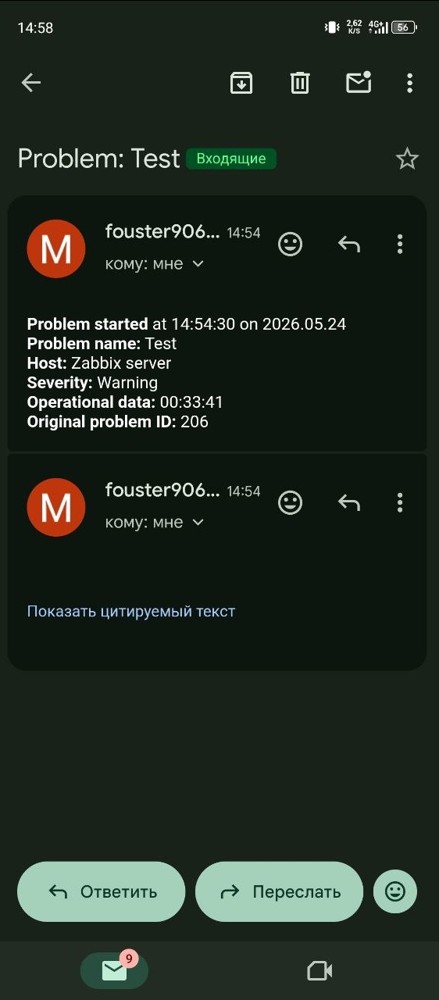 14:58
2,62 K/S 4G+ 56
Problem: Test Входящие
M
fouster906... 14:54
кому: мне
Problem started at 14:54:30 on 2026.05.24
Problem name: Test
Host: Zabbix server
Severity: Warning
Operational data: 00:33:41
Original problem ID: 206
M
fouster906... 14:54
кому: мне
Показать цитируемый текст
Ответить
Переслать
9